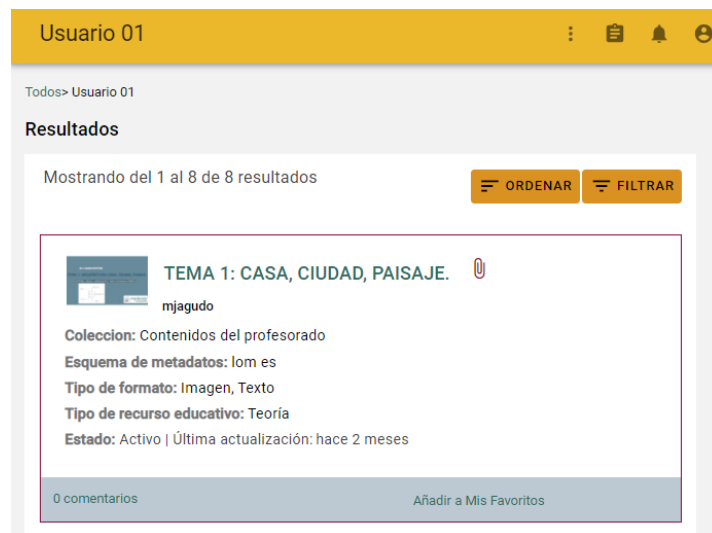 Usuario 01
Todos> Usuario 01
Resultados
Mostrando del 1 al 8 de 8 resultados
ORDENAR
FILTRAR
TEMA 1: CASA, CIUDAD, PAISAJE.
mjagudo
Coleccion: Contenidos del profesorado
Esquema de metadatos: lom es
Tipo de formato: Imagen, Texto
Tipo de recurso educativo: Teoría
Estado: Activo | Última actualización: hace 2 meses
0 comentarios
Añadir a Mis Favoritos